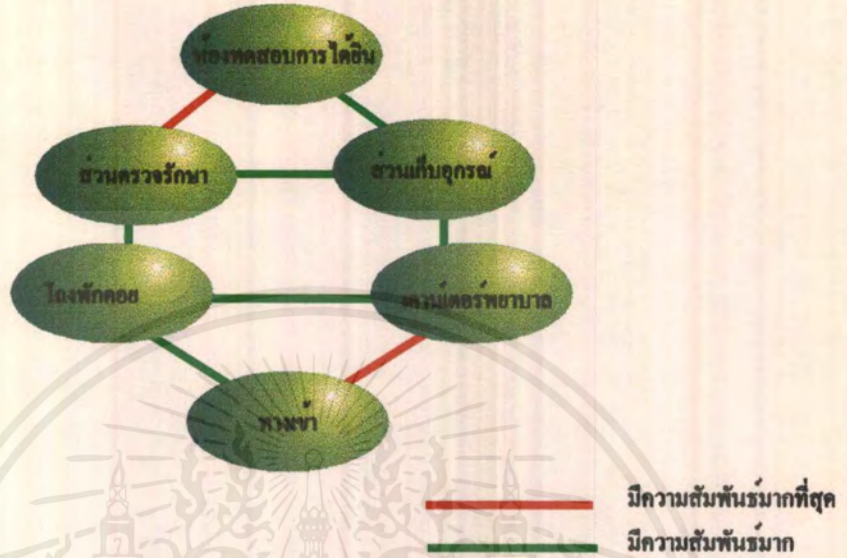 ห้องทดสอบการได้ยิน
ส่วนตรวจรักษา
ส่วนเก็บอุกรณ์
โถงพักคอย
เคาน์เตอร์พยาบาล
ทางเข้า
มีความสัมพันธ์มากที่สุด
มีความสัมพันธ์มาก